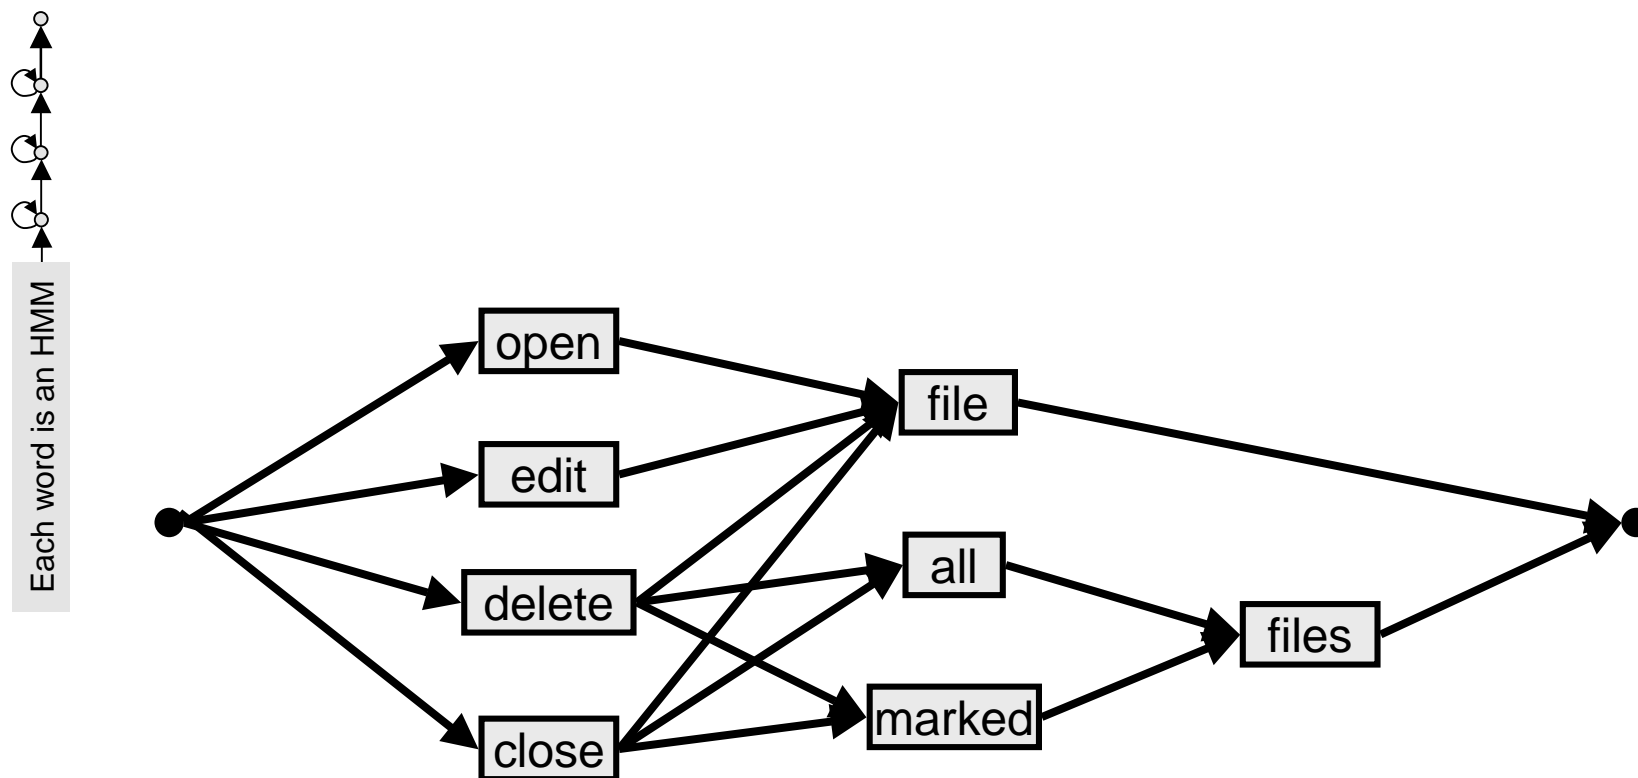 Each word is an HMM
open
file
edit
all
delete
files
marked
close